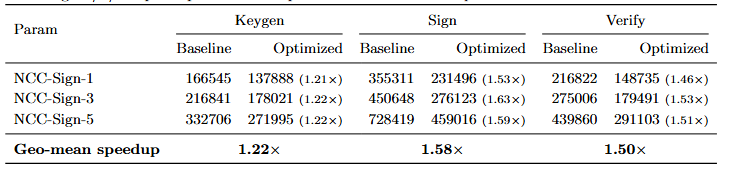 Keygen Sign Verify
Param
Baseline Optimized Baseline Optimized Baseline Optimized
NCC-Sign-1 166545 137888 (1.21×) 355311 231496 (1.53×) 216822 148735 (1.46×)
NCC-Sign-3 216841 178021 (1.22×) 450648 276123 (1.63×) 275006 179491 (1.53×)
NCC-Sign-5 332706 271995 (1.22×) 728419 459016 (1.59×) 439860 291103 (1.51×)
Geo-mean speedup 1.22× 1.58× 1.50×